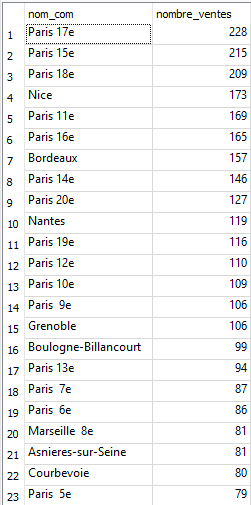 nom_com nombre_ventes
1 Paris 17e 228
2 Paris 15e 215
3 Paris 18e 209
4 Nice 173
5 Paris 11e 169
6 Paris 16e 165
7 Bordeaux 157
8 Paris 14e 146
9 Paris 20e 127
10 Nantes 119
11 Paris 19e 116
12 Paris 12e 110
13 Paris 10e 109
14 Paris  9e 106
15 Grenoble 106
16 Boulogne-Billancourt 99
17 Paris 13e 94
18 Paris  7e 87
19 Paris  6e 86
20 Marseille  8e 81
21 Asnieres-sur-Seine 81
22 Courbevoie 80
23 Paris  5e 79